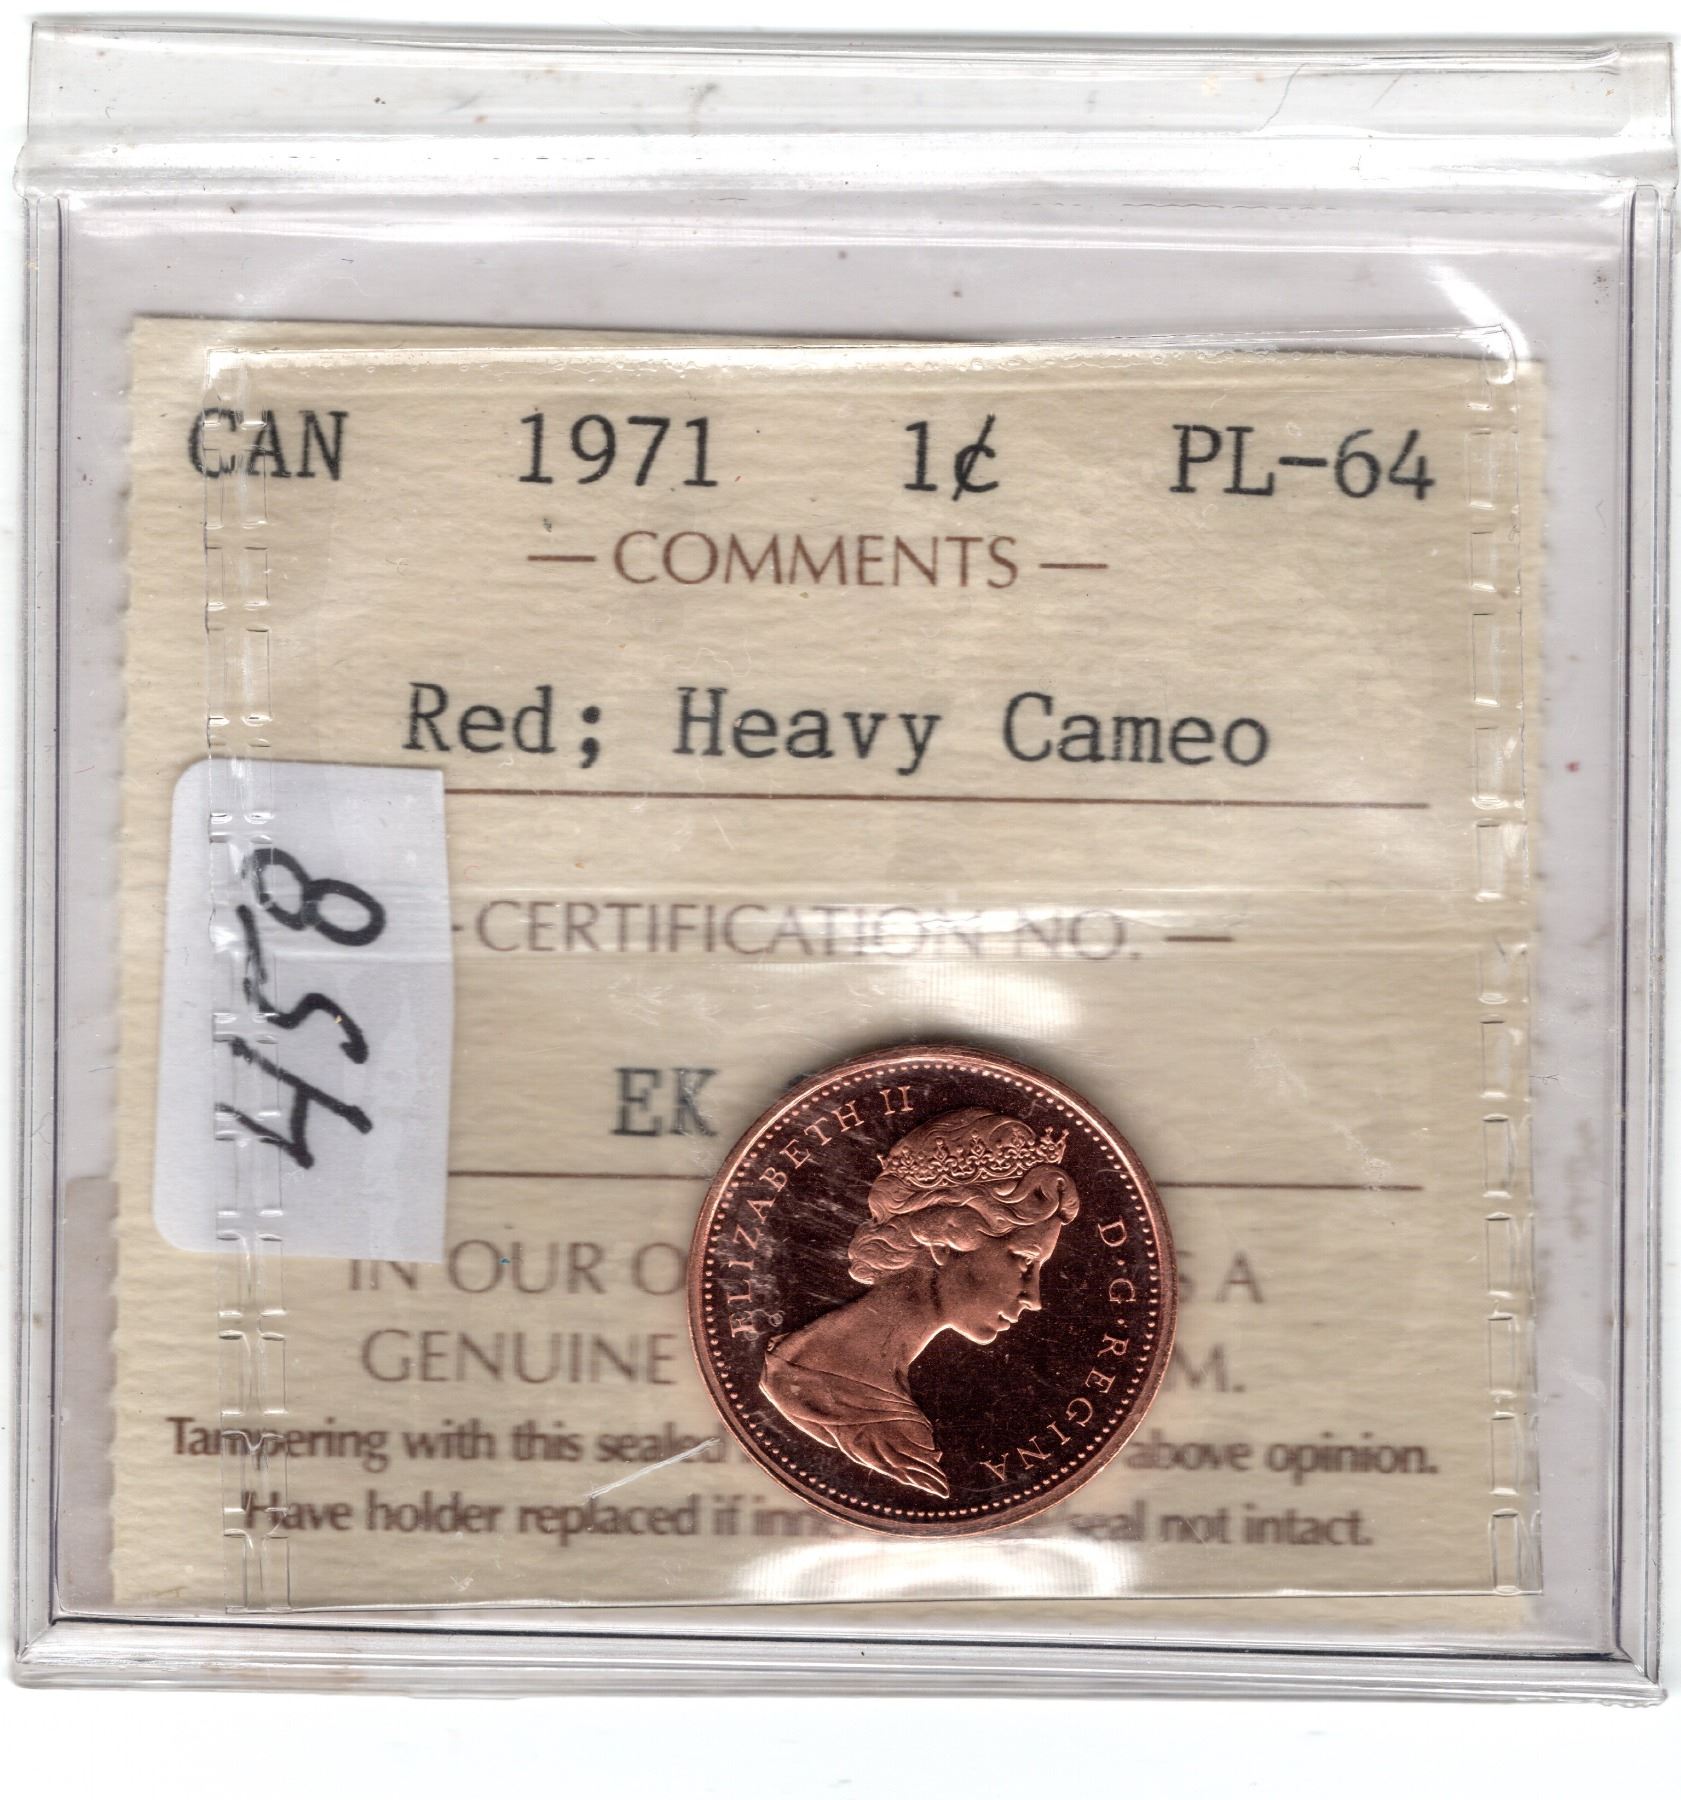 CAN 1971 1¢ PL-64
— COMMENTS —
Red; Heavy Cameo
458
CERTIFICATION NO. —
EK
IN OUR O A
GENUINE M.
Tampering with this sealed above opinion.
Have holder replaced if inn seal not intact.
ELIZABETH II D·G·REGINA